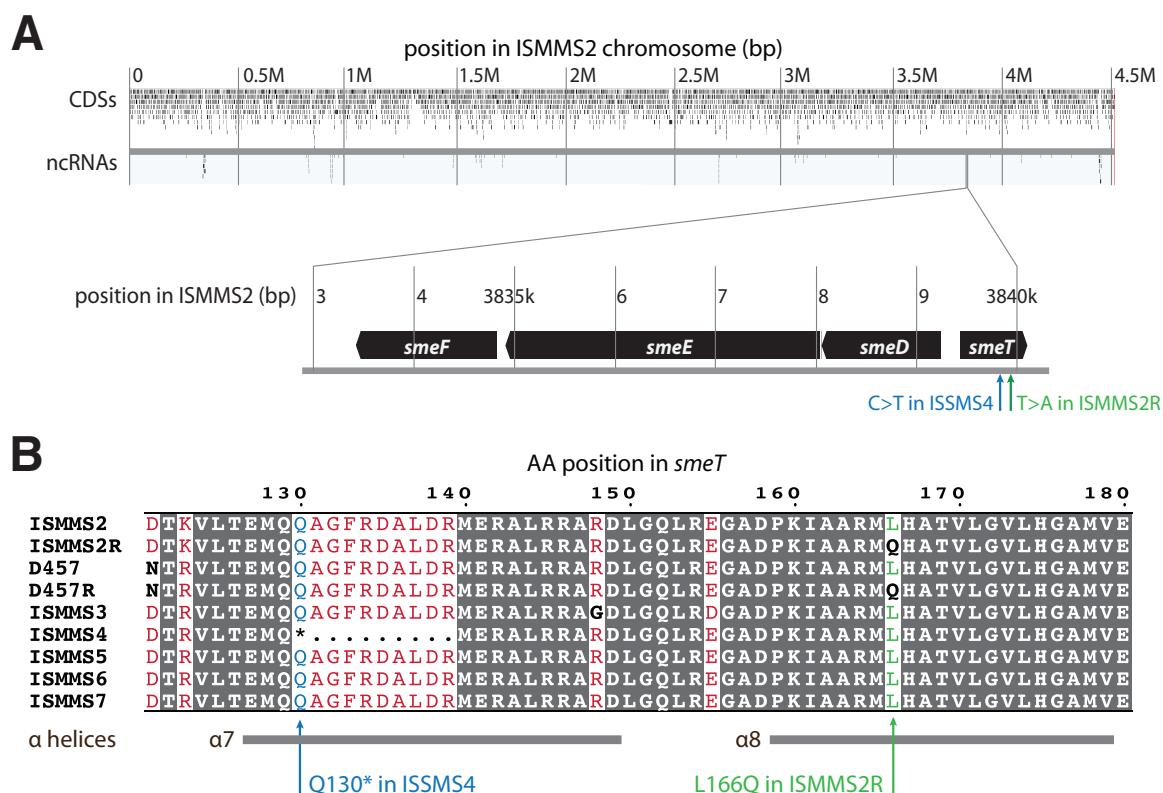 A
position in ISMMS2 chromosome (bp)
0 0.5M 1M 1.5M 2M 2.5M 3M 3.5M 4M 4.5M
CDSs
ncRNAs
position in ISMMS2 (bp) 3 4 3835k 6 7 8 9 3840k
smeF smeE smeD smeT
C>T in ISSMS4 T>A in ISMMS2R
B
AA position in smeT
130 140 150 160 170 180
ISMMS2 DTKVLTEMQQAGFRDALDRMERALRRARDLGQLREGADPKIAARMLHATVLGVLHGAMVE
ISMMS2R DTKVLTEMQQAGFRDALDRMERALRRARDLGQLREGADPKIAARMQHATVLGVLHGAMVE
D457 NTRVLTEMQQAGFRDALDRMERALRRARDLGQLREGADPKIAARMLHATVLGVLHGAMVE
D457R NTRVLTEMQQAGFRDALDRMERALRRARDLGQLREGADPKIAARMQHATVLGVLHGAMVE
ISMMS3 DTRVLTEMQQAGFRDALDRMERALRRAGDLGQLRDGADPKIAARMLHATVLGVLHGAMVE
ISMMS4 DTRVLTEMQ*.........MERALRRARDLGQLREGADPKIAARMLHATVLGVLHGAMVE
ISMMS5 DTRVLTEMQQAGFRDALDRMERALRRARDLGQLREGADPKIAARMLHATVLGVLHGAMVE
ISMMS6 DTRVLTEMQQAGFRDALDRMERALRRARDLGQLREGADPKIAARMLHATVLGVLHGAMVE
ISMMS7 DTRVLTEMQQAGFRDALDRMERALRRARDLGQLREGADPKIAARMLHATVLGVLHGAMVE
α helices α7 α8
Q130* in ISSMS4 L166Q in ISMMS2R